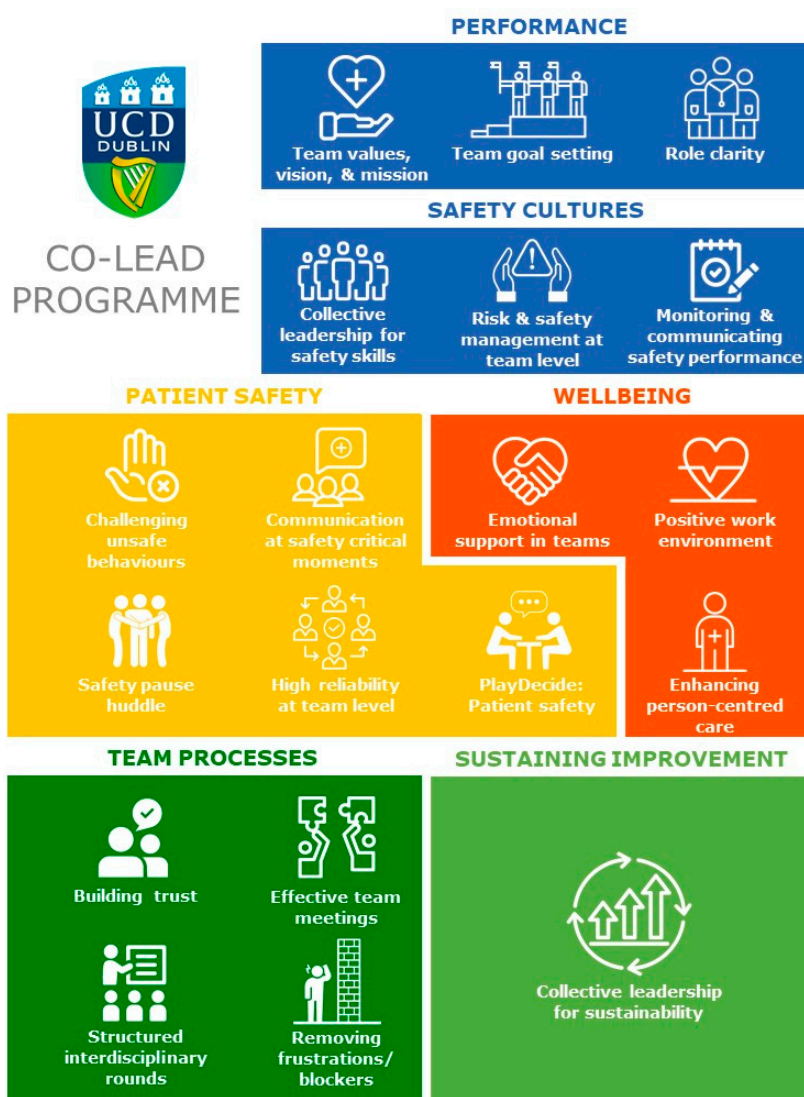 UCD
DUBLIN
CO-LEAD
PROGRAMME
PERFORMANCE
Team values,
vision, & mission
Team goal setting
Role clarity
SAFETY CULTURES
Collective
leadership for
safety skills
Risk & safety
management at
team level
Monitoring &
communicating
safety performance
PATIENT SAFETY
Challenging
unsafe
behaviours
Communication
at safety critical
moments
Safety pause
huddle
High reliability
at team level
PlayDecide:
Patient safety
WELLBEING
Emotional
support in teams
Positive work
environment
Enhancing
person-centred
care
TEAM PROCESSES
Building trust
Effective team
meetings
Structured
interdisciplinary
rounds
Removing
frustrations/
blockers
SUSTAINING IMPROVEMENT
Collective leadership
for sustainability